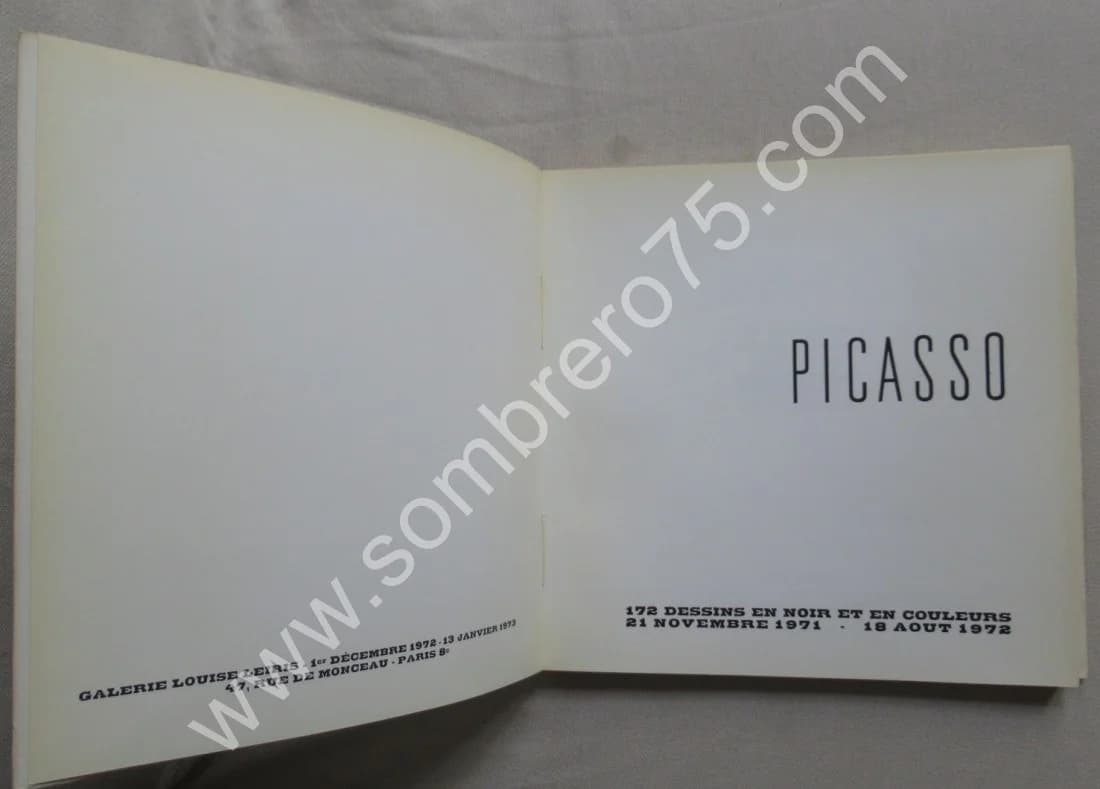 GALERIE LOUISE LEIRIS - 1er DÉCEMBRE 1972 - 13 JANVIER 1973
47, RUE DE MONCEAU - PARIS 8e
PICASSO
172 DESSINS EN NOIR ET EN COULEURS
21 NOVEMBRE 1971 - 18 AOUT 1972
www.sombrero75.com